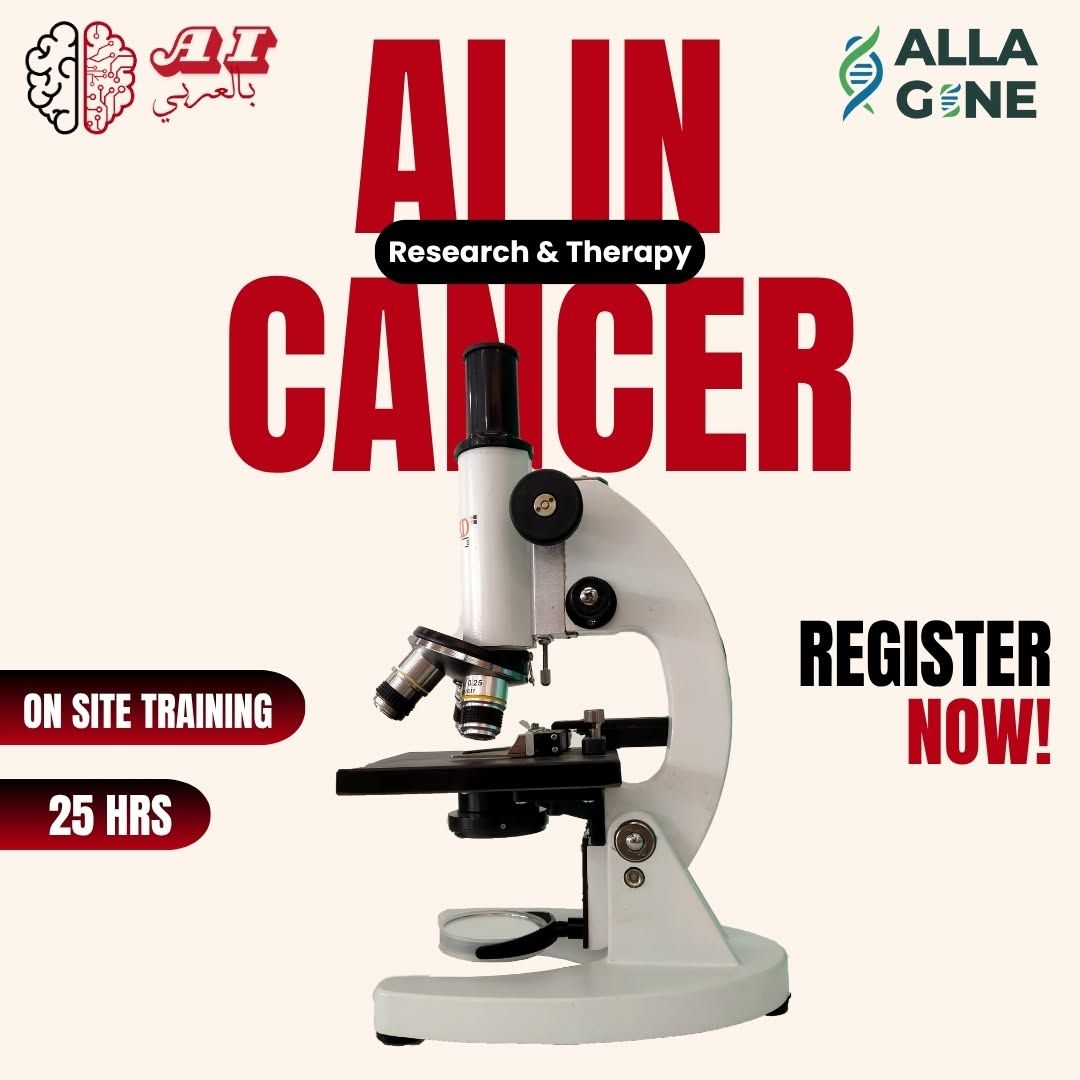 AI
بالعربي
ALLA
GENE
AI IN
Research & Therapy
CANCER
0.25
REGISTER
NOW!
ON SITE TRAINING
25 HRS